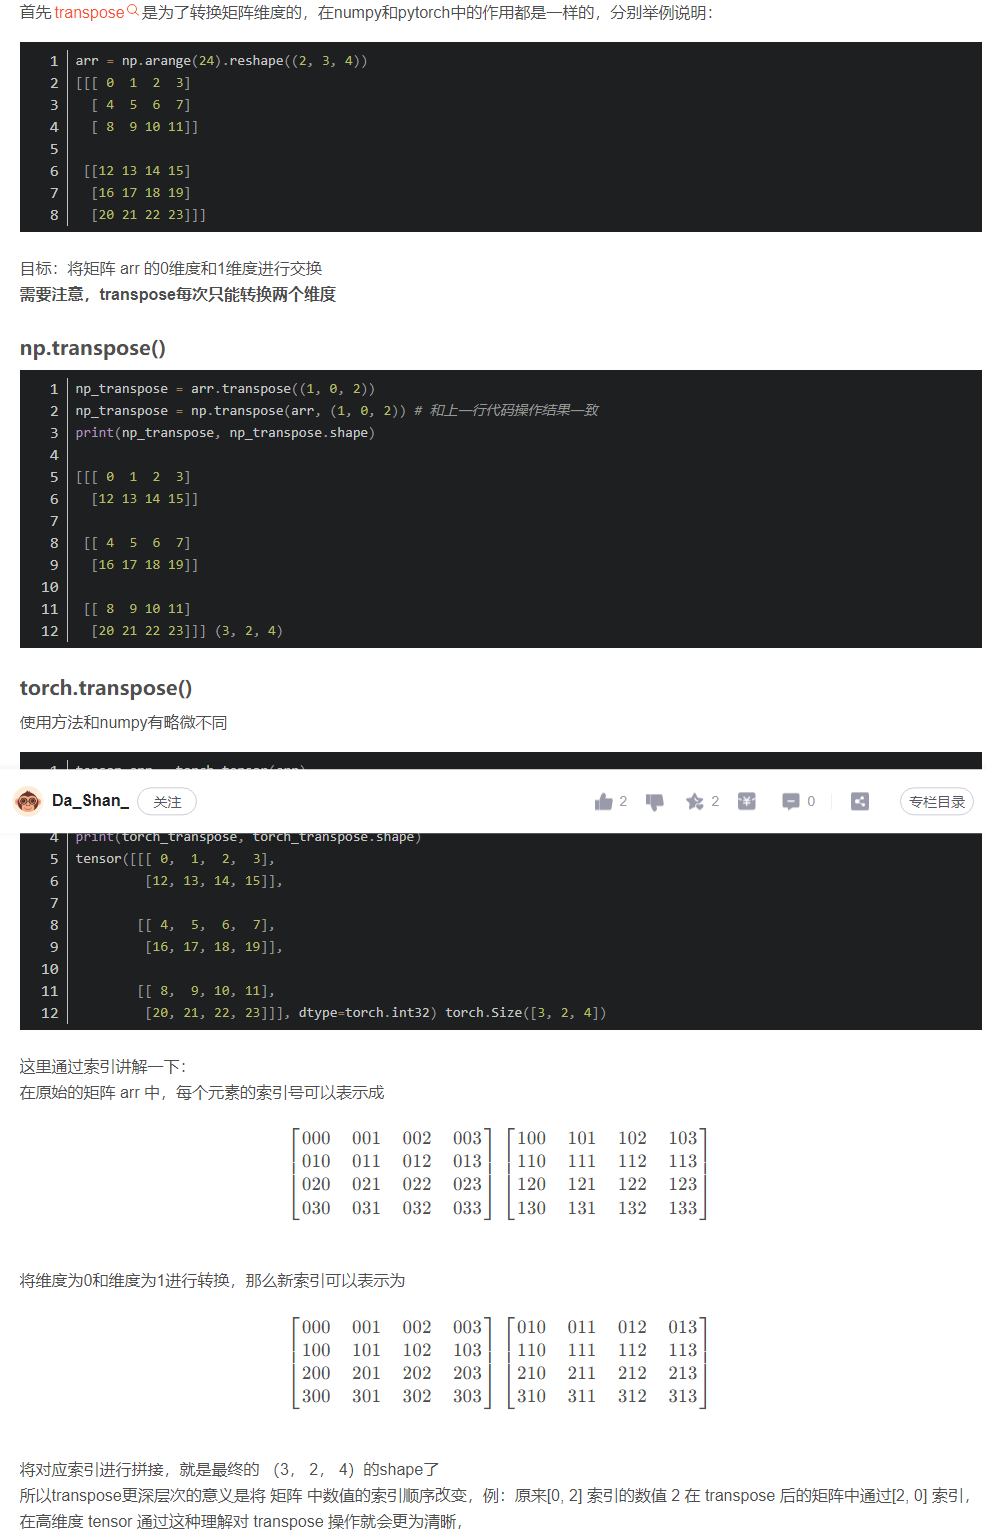 首先 transpose 是为了转换矩阵维度的，在numpy和pytorch中的作用都是一样的，分别举例说明：
1 arr = np.arange(24).reshape((2, 3, 4))
2 [[[ 0  1  2  3]
3   [ 4  5  6  7]
4   [ 8  9 10 11]]
5
6  [[12 13 14 15]
7   [16 17 18 19]
8   [20 21 22 23]]]
目标：将矩阵 arr 的0维度和1维度进行交换
需要注意，transpose每次只能转换两个维度
np.transpose()
1 np_transpose = arr.transpose((1, 0, 2))
2 np_transpose = np.transpose(arr, (1, 0, 2)) # 和上一行代码操作结果一致
3 print(np_transpose, np_transpose.shape)
4
5 [[[ 0  1  2  3]
6   [12 13 14 15]]
7
8  [[ 4  5  6  7]
9   [16 17 18 19]]
10
11  [[ 8  9 10 11]
12   [20 21 22 23]]] (3, 2, 4)
torch.transpose()
使用方法和numpy有略微不同
Da_Shan_ 关注 2 2 0 专栏目录
4 print(torch_transpose, torch_transpose.shape)
5 tensor([[[ 0,  1,  2,  3],
6          [12, 13, 14, 15]],
7
8         [[ 4,  5,  6,  7],
9          [16, 17, 18, 19]],
10
11         [[ 8,  9, 10, 11],
12          [20, 21, 22, 23]]], dtype=torch.int32) torch.Size([3, 2, 4])
这里通过索引讲解一下：
在原始的矩阵 arr 中，每个元素的索引号可以表示成
000 001 002 003 100 101 102 103
010 011 012 013 110 111 112 113
020 021 022 023 120 121 122 123
030 031 032 033 130 131 132 133
将维度为0和维度为1进行转换，那么新索引可以表示为
000 001 002 003 010 011 012 013
100 101 102 103 110 111 112 113
200 201 202 203 210 211 212 213
300 301 302 303 310 311 312 313
将对应索引进行拼接，就是最终的 （3， 2， 4）的shape了
所以transpose更深层次的意义是将 矩阵 中数值的索引顺序改变，例：原来[0, 2] 索引的数值 2 在 transpose 后的矩阵中通过[2, 0] 索引，
在高维度 tensor 通过这种理解对 transpose 操作就会更为清晰，